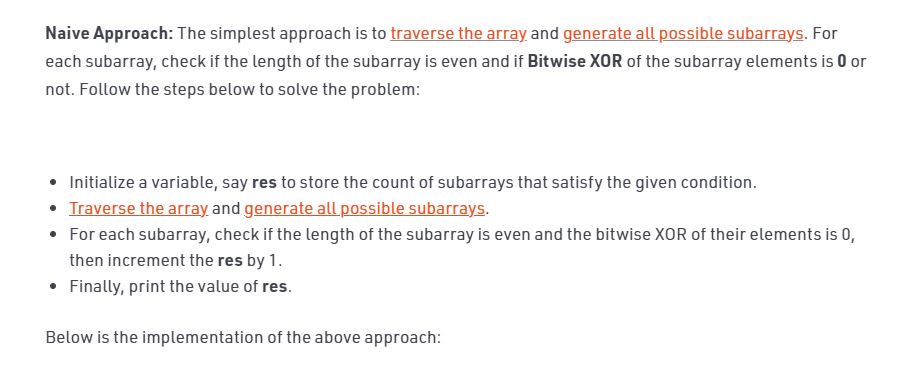 Naive Approach: The simplest approach is to traverse the array and generate all possible subarrays. For
each subarray, check if the length of the subarray is even and if Bitwise XOR of the subarray elements is 0 or
not. Follow the steps below to solve the problem:
• Initialize a variable, say res to store the count of subarrays that satisfy the given condition.
• Traverse the array and generate all possible subarrays.
• For each subarray, check if the length of the subarray is even and the bitwise XOR of their elements is 0,
then increment the res by 1.
• Finally, print the value of res.
Below is the implementation of the above approach: